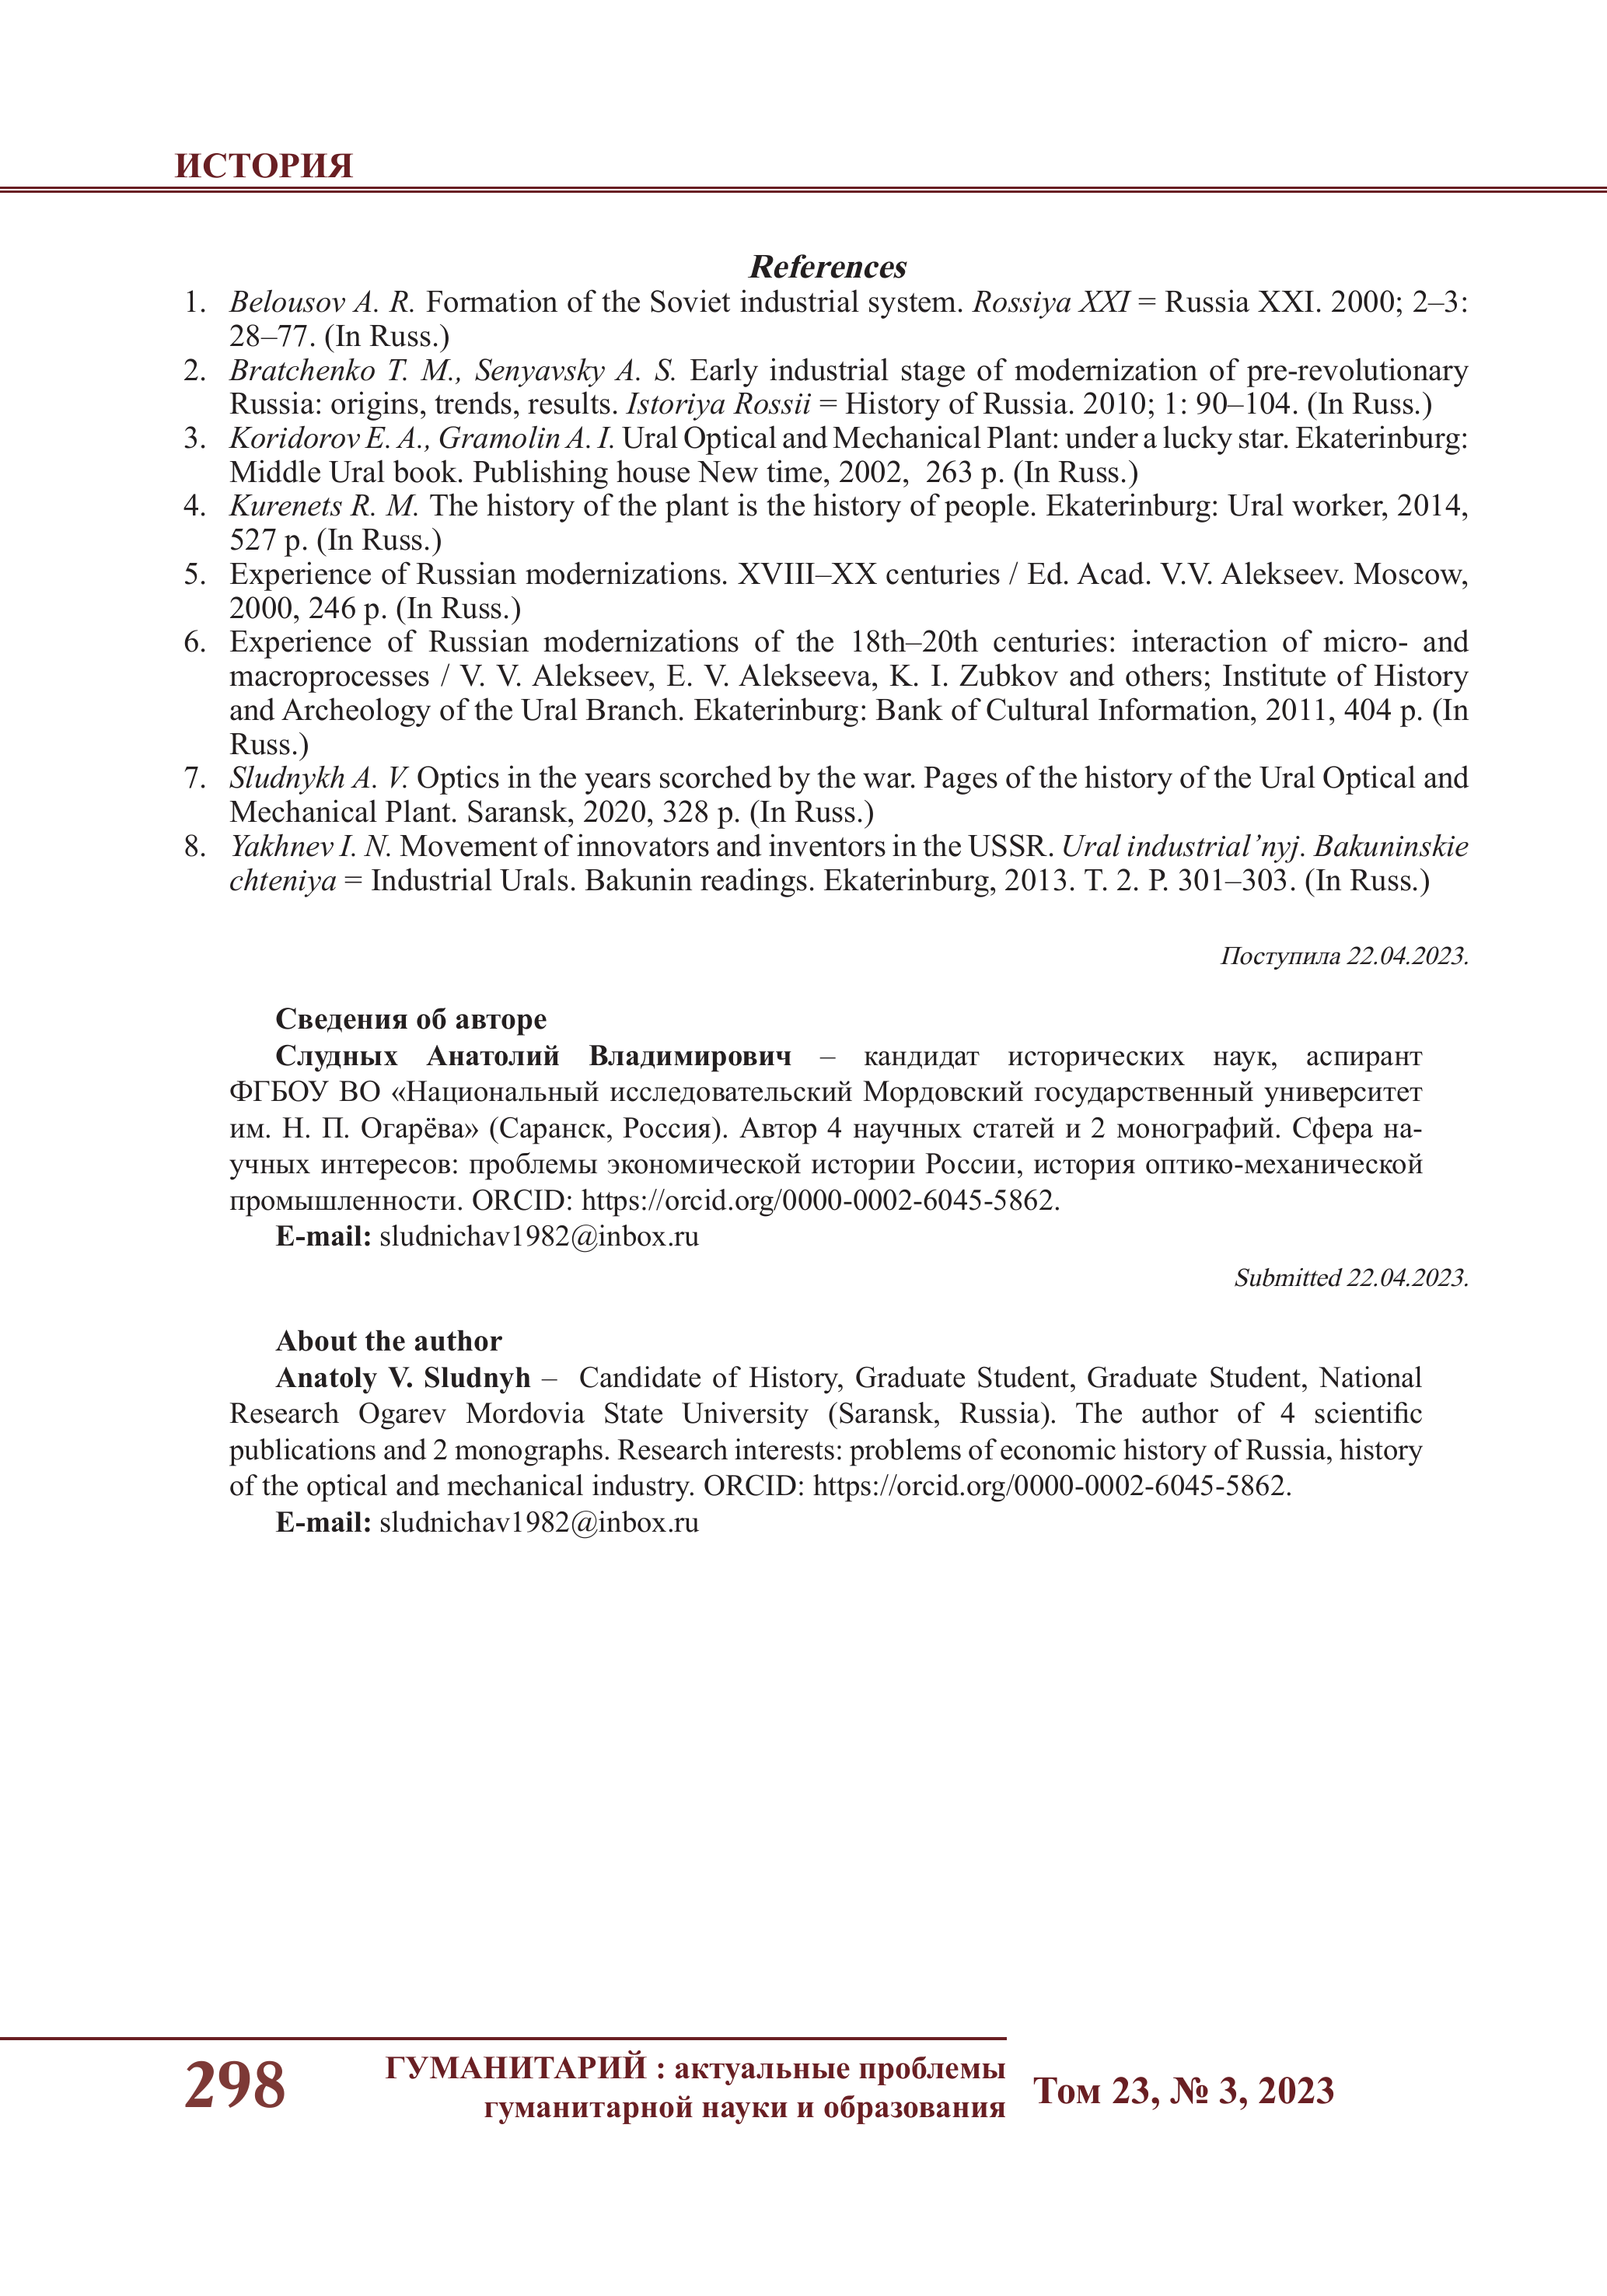 ИСТОРИЯ
References
1. Belousov A. R. Formation of the Soviet industrial system. Rossiya XXI = Russia XXI. 2000; 2–3:
28–77. (In Russ.)
2. Bratchenko T. M., Senyavsky A. S. Early industrial stage of modernization of pre-revolutionary
Russia: origins, trends, results. Istoriya Rossii = History of Russia. 2010; 1: 90–104. (In Russ.)
3. Koridorov E. A., Gramolin A. I. Ural Optical and Mechanical Plant: under a lucky star. Ekaterinburg:
Middle Ural book. Publishing house New time, 2002, 263 p. (In Russ.)
4. Kurenets R. M. The history of the plant is the history of people. Ekaterinburg: Ural worker, 2014,
527 p. (In Russ.)
5. Experience of Russian modernizations. XVIII–XX centuries / Ed. Acad. V.V. Alekseev. Moscow,
2000, 246 p. (In Russ.)
6. Experience of Russian modernizations of the 18th–20th centuries: interaction of micro- and
macroprocesses / V. V. Alekseev, E. V. Alekseeva, K. I. Zubkov and others; Institute of History
and Archeology of the Ural Branch. Ekaterinburg: Bank of Cultural Information, 2011, 404 p. (In
Russ.)
7. Sludnykh A. V. Optics in the years scorched by the war. Pages of the history of the Ural Optical and
Mechanical Plant. Saransk, 2020, 328 p. (In Russ.)
8. Yakhnev I. N. Movement of innovators and inventors in the USSR. Ural industrial’nyj. Bakuninskie
chteniya = Industrial Urals. Bakunin readings. Ekaterinburg, 2013. T. 2. P. 301–303. (In Russ.)
Поступила 22.04.2023.
Сведения об авторе
Слудных Анатолий Владимирович – кандидат исторических наук, аспирант
ФГБОУ ВО «Национальный исследовательский Мордовский государственный университет
им. Н. П. Огарёва» (Саранск, Россия). Автор 4 научных статей и 2 монографий. Сфера на-
учных интересов: проблемы экономической истории России, история оптико-механической
промышленности. ORCID: https://orcid.org/0000-0002-6045-5862.
E-mail: sludnichav1982@inbox.ru
Submitted 22.04.2023.
About the author
Anatoly V. Sludnyh – Candidate of History, Graduate Student, Graduate Student, National
Research Ogarev Mordovia State University (Saransk, Russia). The author of 4 scientific
publications and 2 monographs. Research interests: problems of economic history of Russia, history
of the optical and mechanical industry. ORCID: https://orcid.org/0000-0002-6045-5862.
E-mail: sludnichav1982@inbox.ru
298
ГУМАНИТАРИЙ : актуальные проблемы
гуманитарной науки и образования
Том 23, № 3, 2023